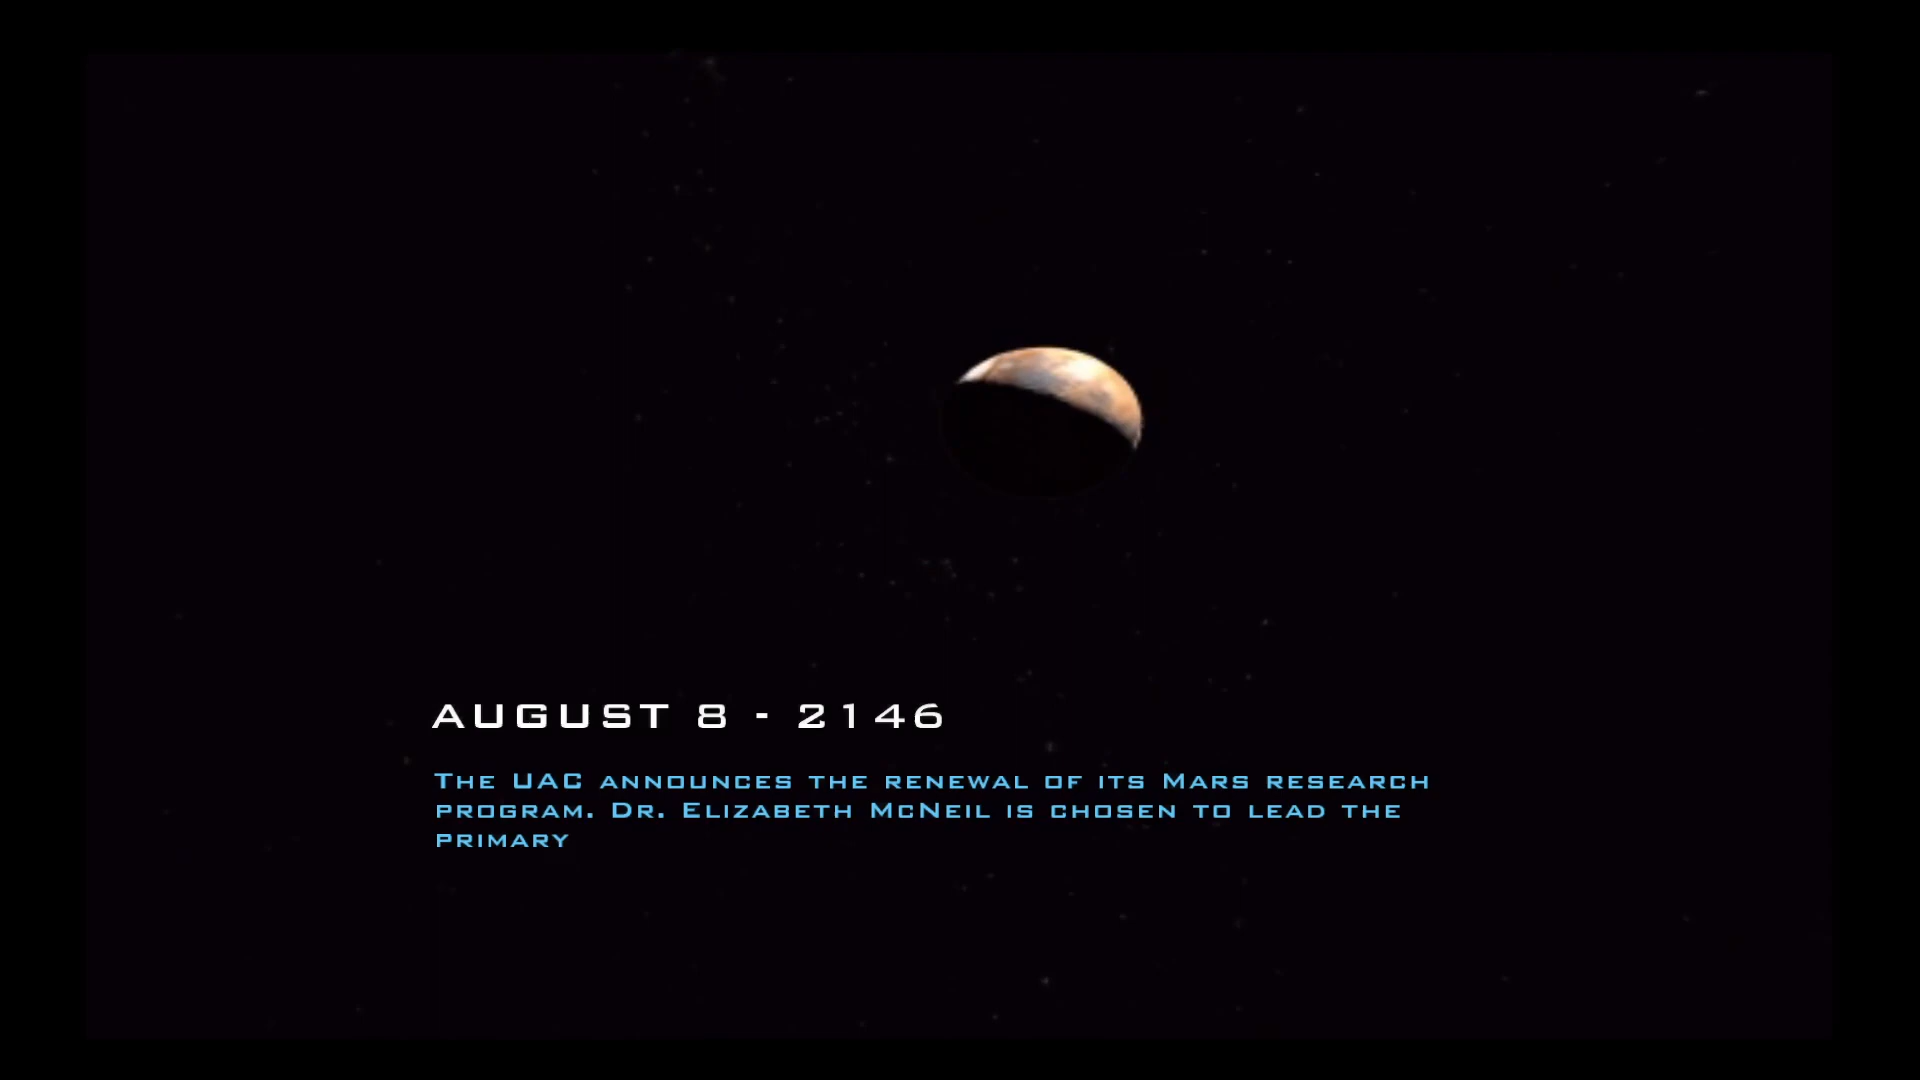 AUGUST 8 - 2146
The UAC announces the renewal of its Mars research
program. Dr. Elizabeth McNeil is chosen to lead the
primary